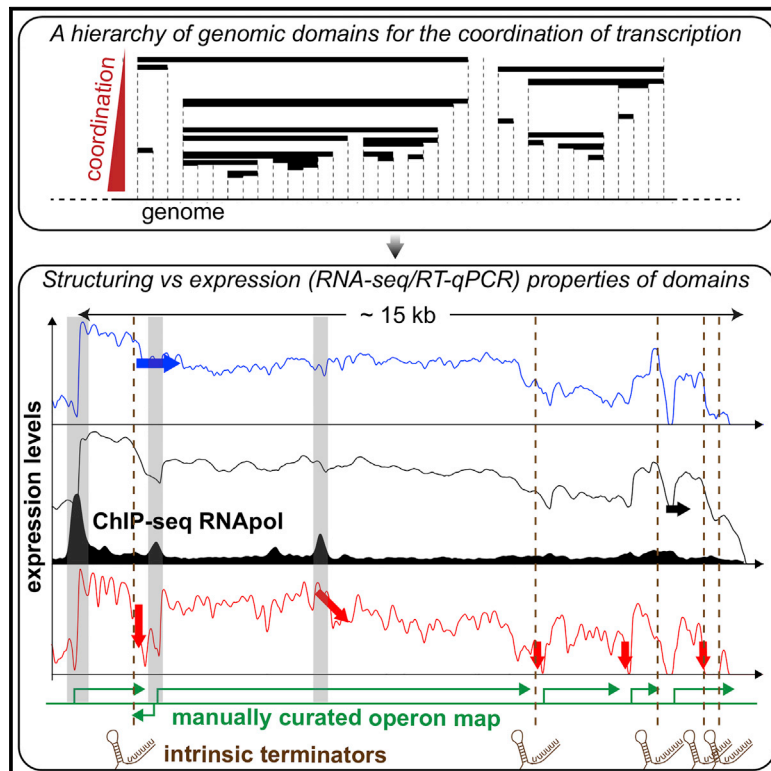 A hierarchy of genomic domains for the coordination of transcription
coordination
genome
Structuring vs expression (RNA-seq/RT-qPCR) properties of domains
~ 15 kb
expression levels
ChIP-seq RNApol
manually curated operon map
intrinsic terminators